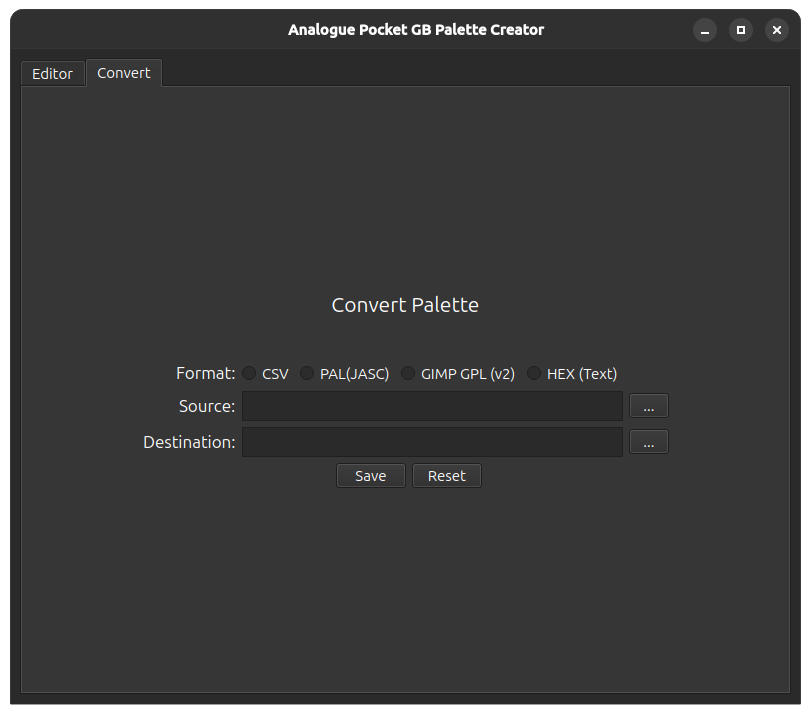 Analogue Pocket GB Palette Creator
Editor Convert
Convert Palette
Format: CSV PAL(JASC) GIMP GPL (v2) HEX (Text)
Source: ...
Destination: ...
Save Reset